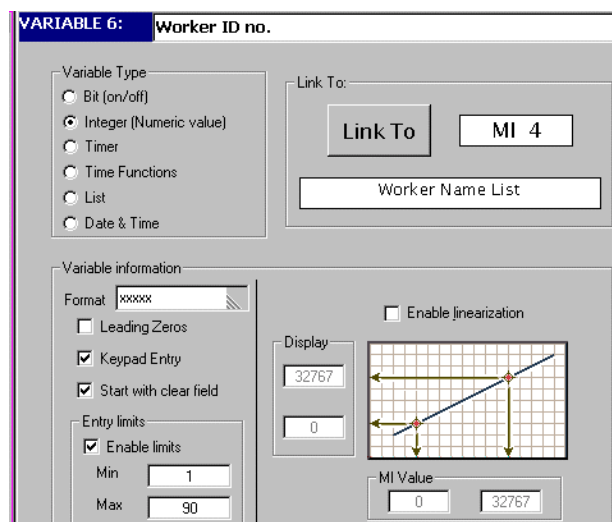 VARIABLE 6: Worker ID no.
Variable Type
Bit (on/off)
Integer (Numeric value)
Timer
Time Functions
List
Date & Time
Link To:
Link To MI 4
Worker Name List
Variable information
Format xxxxx
Leading Zeros
Keypad Entry
Start with clear field
Entry limits
Enable limits
Min 1
Max 90
Enable linearization
Display
32767
0
MI Value
0 32767